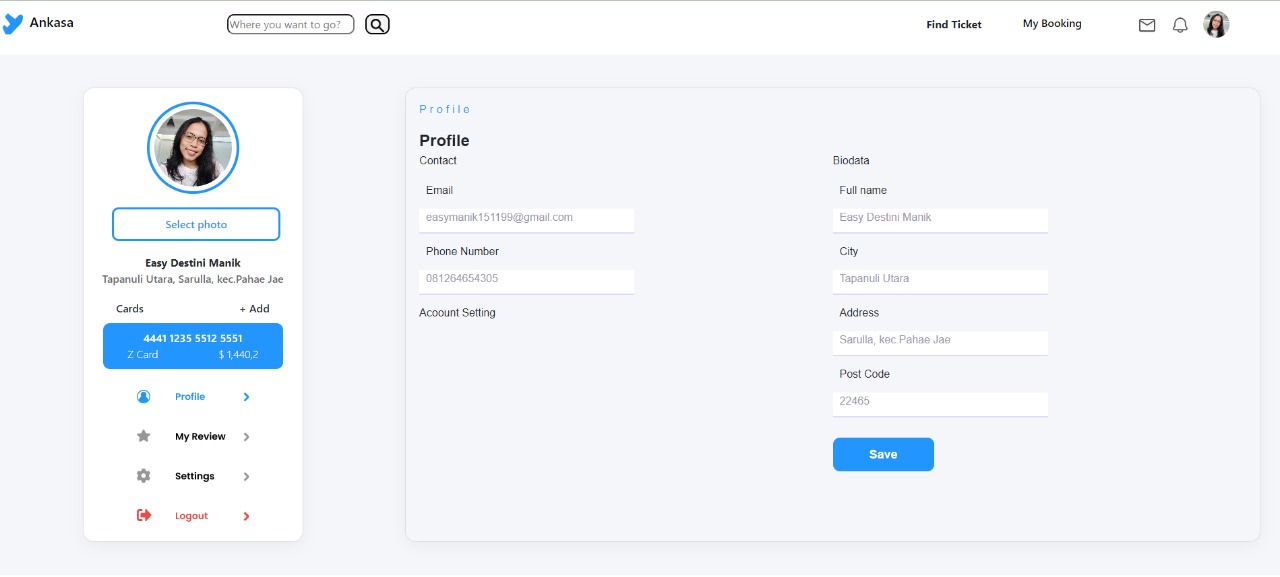 Ankasa
Where you want to go?
Find Ticket
My Booking
Select photo
Easy Destini Manik
Tapanuli Utara, Sarulla, kec.Pahae Jae
Cards + Add
4441 1235 5512 5551
Z Card $ 1,440,2
Profile
My Review
Settings
Logout
Profile
Profile
Contact
Email
easymanik151199@gmail.com
Phone Number
081264654305
Acoount Setting
Biodata
Full name
Easy Destini Manik
City
Tapanuli Utara
Address
Sarulla, kec.Pahae Jae
Post Code
22465
Save